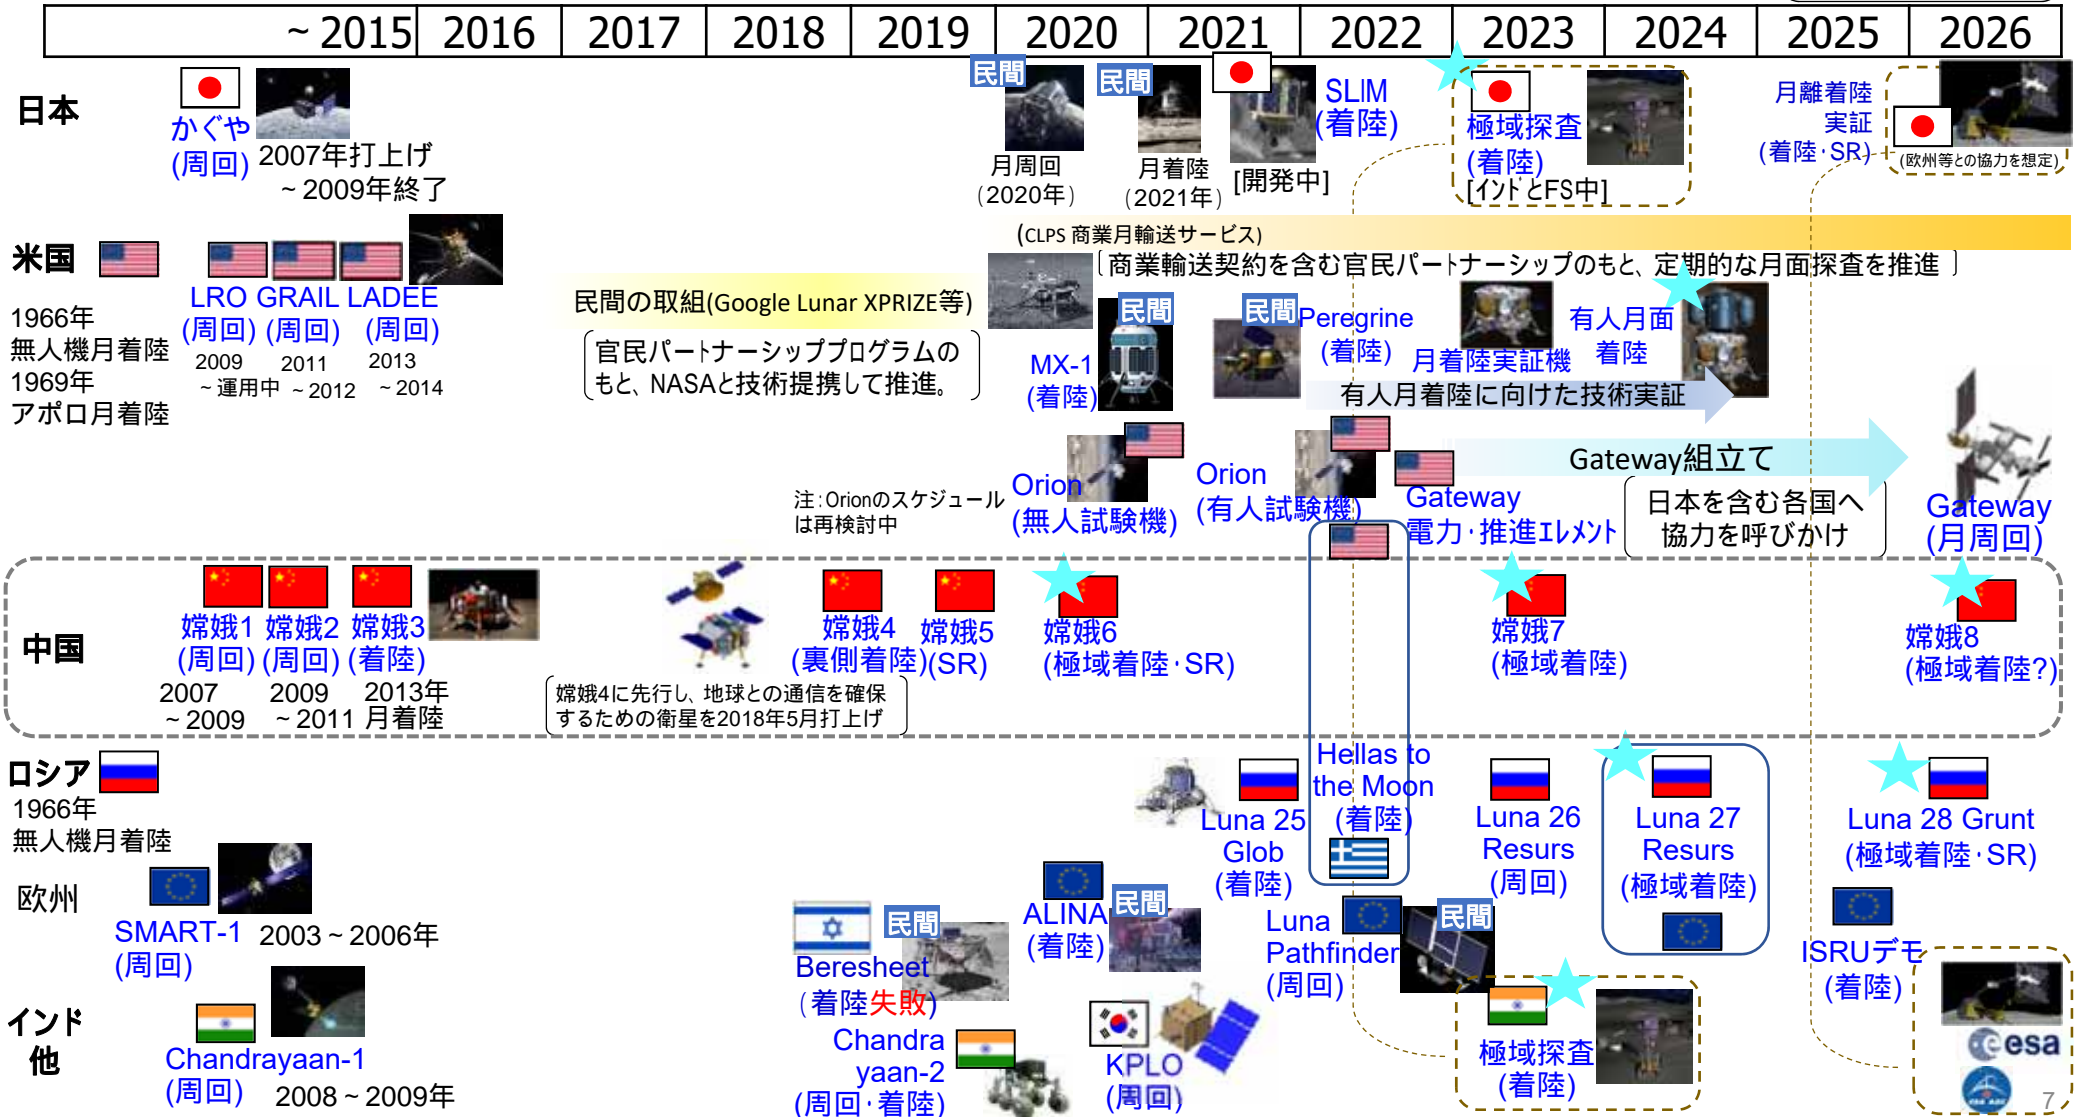 ~ 2015 2016 2017 2018 2019 2020 2021 2022 2023 2024 2025 2026
日本
かぐや
(周回)
2007年打上げ
~ 2009年終了
民間
月周回
(2020年)
民間
月着陸
(2021年)
SLIM
(着陸)
[開発中]
極域探査
(着陸)
[インドとFS中]
月離着陸
実証
(着陸・SR)
(欧州等との協力を想定)
米国
1966年
無人機月着陸
1969年
アポロ月着陸
LRO GRAIL LADEE
(周回) (周回) (周回)
2009 2011 2013
~ 運用中 ~ 2012 ~ 2014
民間の取組(Google Lunar XPRIZE等)
官民パートナーシッププログラムの
もと、NASAと技術提携して推進。
(CLPS 商業月輸送サービス)
商業輸送契約を含む官民パートナーシップのもと、定期的な月面探査を推進
民間
MX-1
(着陸)
民間
Peregrine
(着陸)
月着陸実証機
有人月面
着陸
有人月着陸に向けた技術実証
注:Orionのスケジュール
は再検討中
Orion
(無人試験機)
Orion
(有人試験機)
Gateway
電力・推進エレメント
Gateway組立て
日本を含む各国へ
協力を呼びかけ
Gateway
(月周回)
中国
嫦娥1 嫦娥2 嫦娥3
(周回) (周回) (着陸)
2007 2009 2013年
~ 2009 ~ 2011 月着陸
嫦娥4
(裏側着陸)
嫦娥5
(SR)
嫦娥4に先行し、地球との通信を確保
するための衛星を2018年5月打上げ
嫦娥6
(極域着陸・SR)
嫦娥7
(極域着陸)
嫦娥8
(極域着陸?)
ロシア
1966年
無人機月着陸
Luna 25
Glob
(着陸)
Hellas to
the Moon
(着陸)
Luna 26
Resurs
(周回)
Luna 27
Resurs
(極域着陸)
Luna 28 Grunt
(極域着陸・SR)
欧州
SMART-1
(周回)
2003 ~ 2006年
民間
Beresheet
(着陸失敗)
ALINA
(着陸)
民間
Luna
Pathfinder
(周回)
民間
ISRUデモ
(着陸)
インド
他
Chandrayaan-1
(周回)
2008 ~ 2009年
Chandra
yaan-2
(周回・着陸)
KPLO
(周回)
極域探査
(着陸)
esa
7